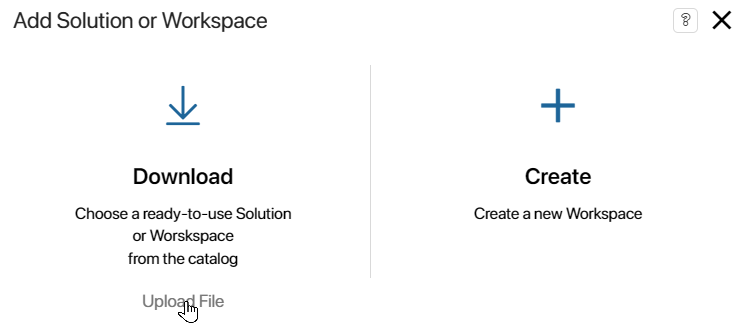 Add Solution or Workspace
?
Download
Choose a ready-to-use Solution
or Worskspace
from the catalog
Upload File
Create
Create a new Workspace